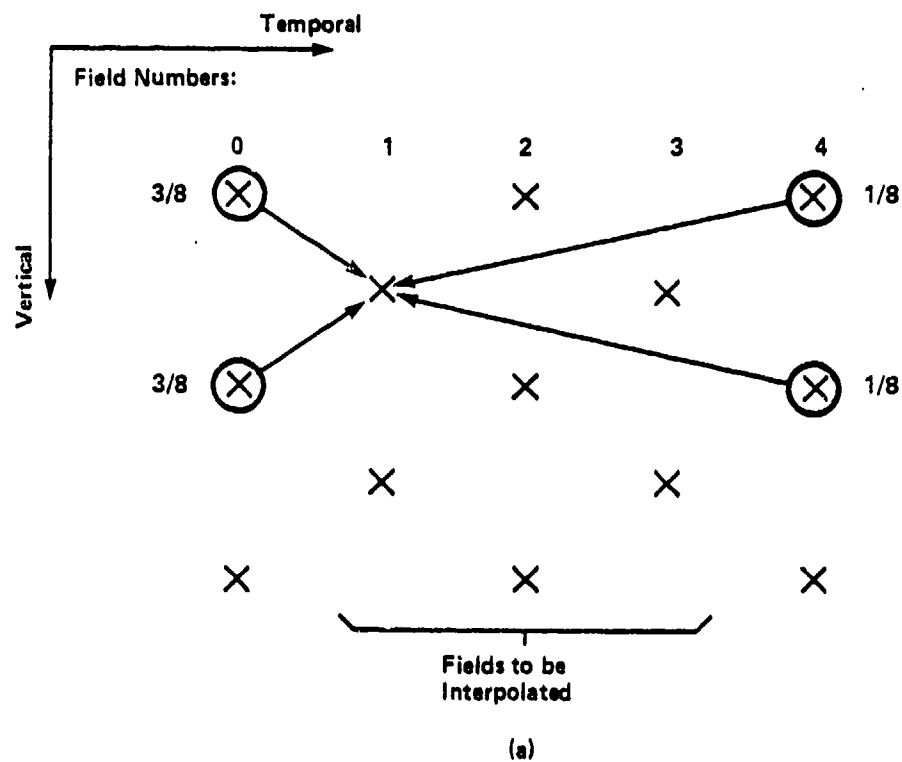 Temporal
Field Numbers:
0 1 2 3 4
3/8 1/8
Vertical
3/8 1/8
Fields to be
Interpolated
(a)